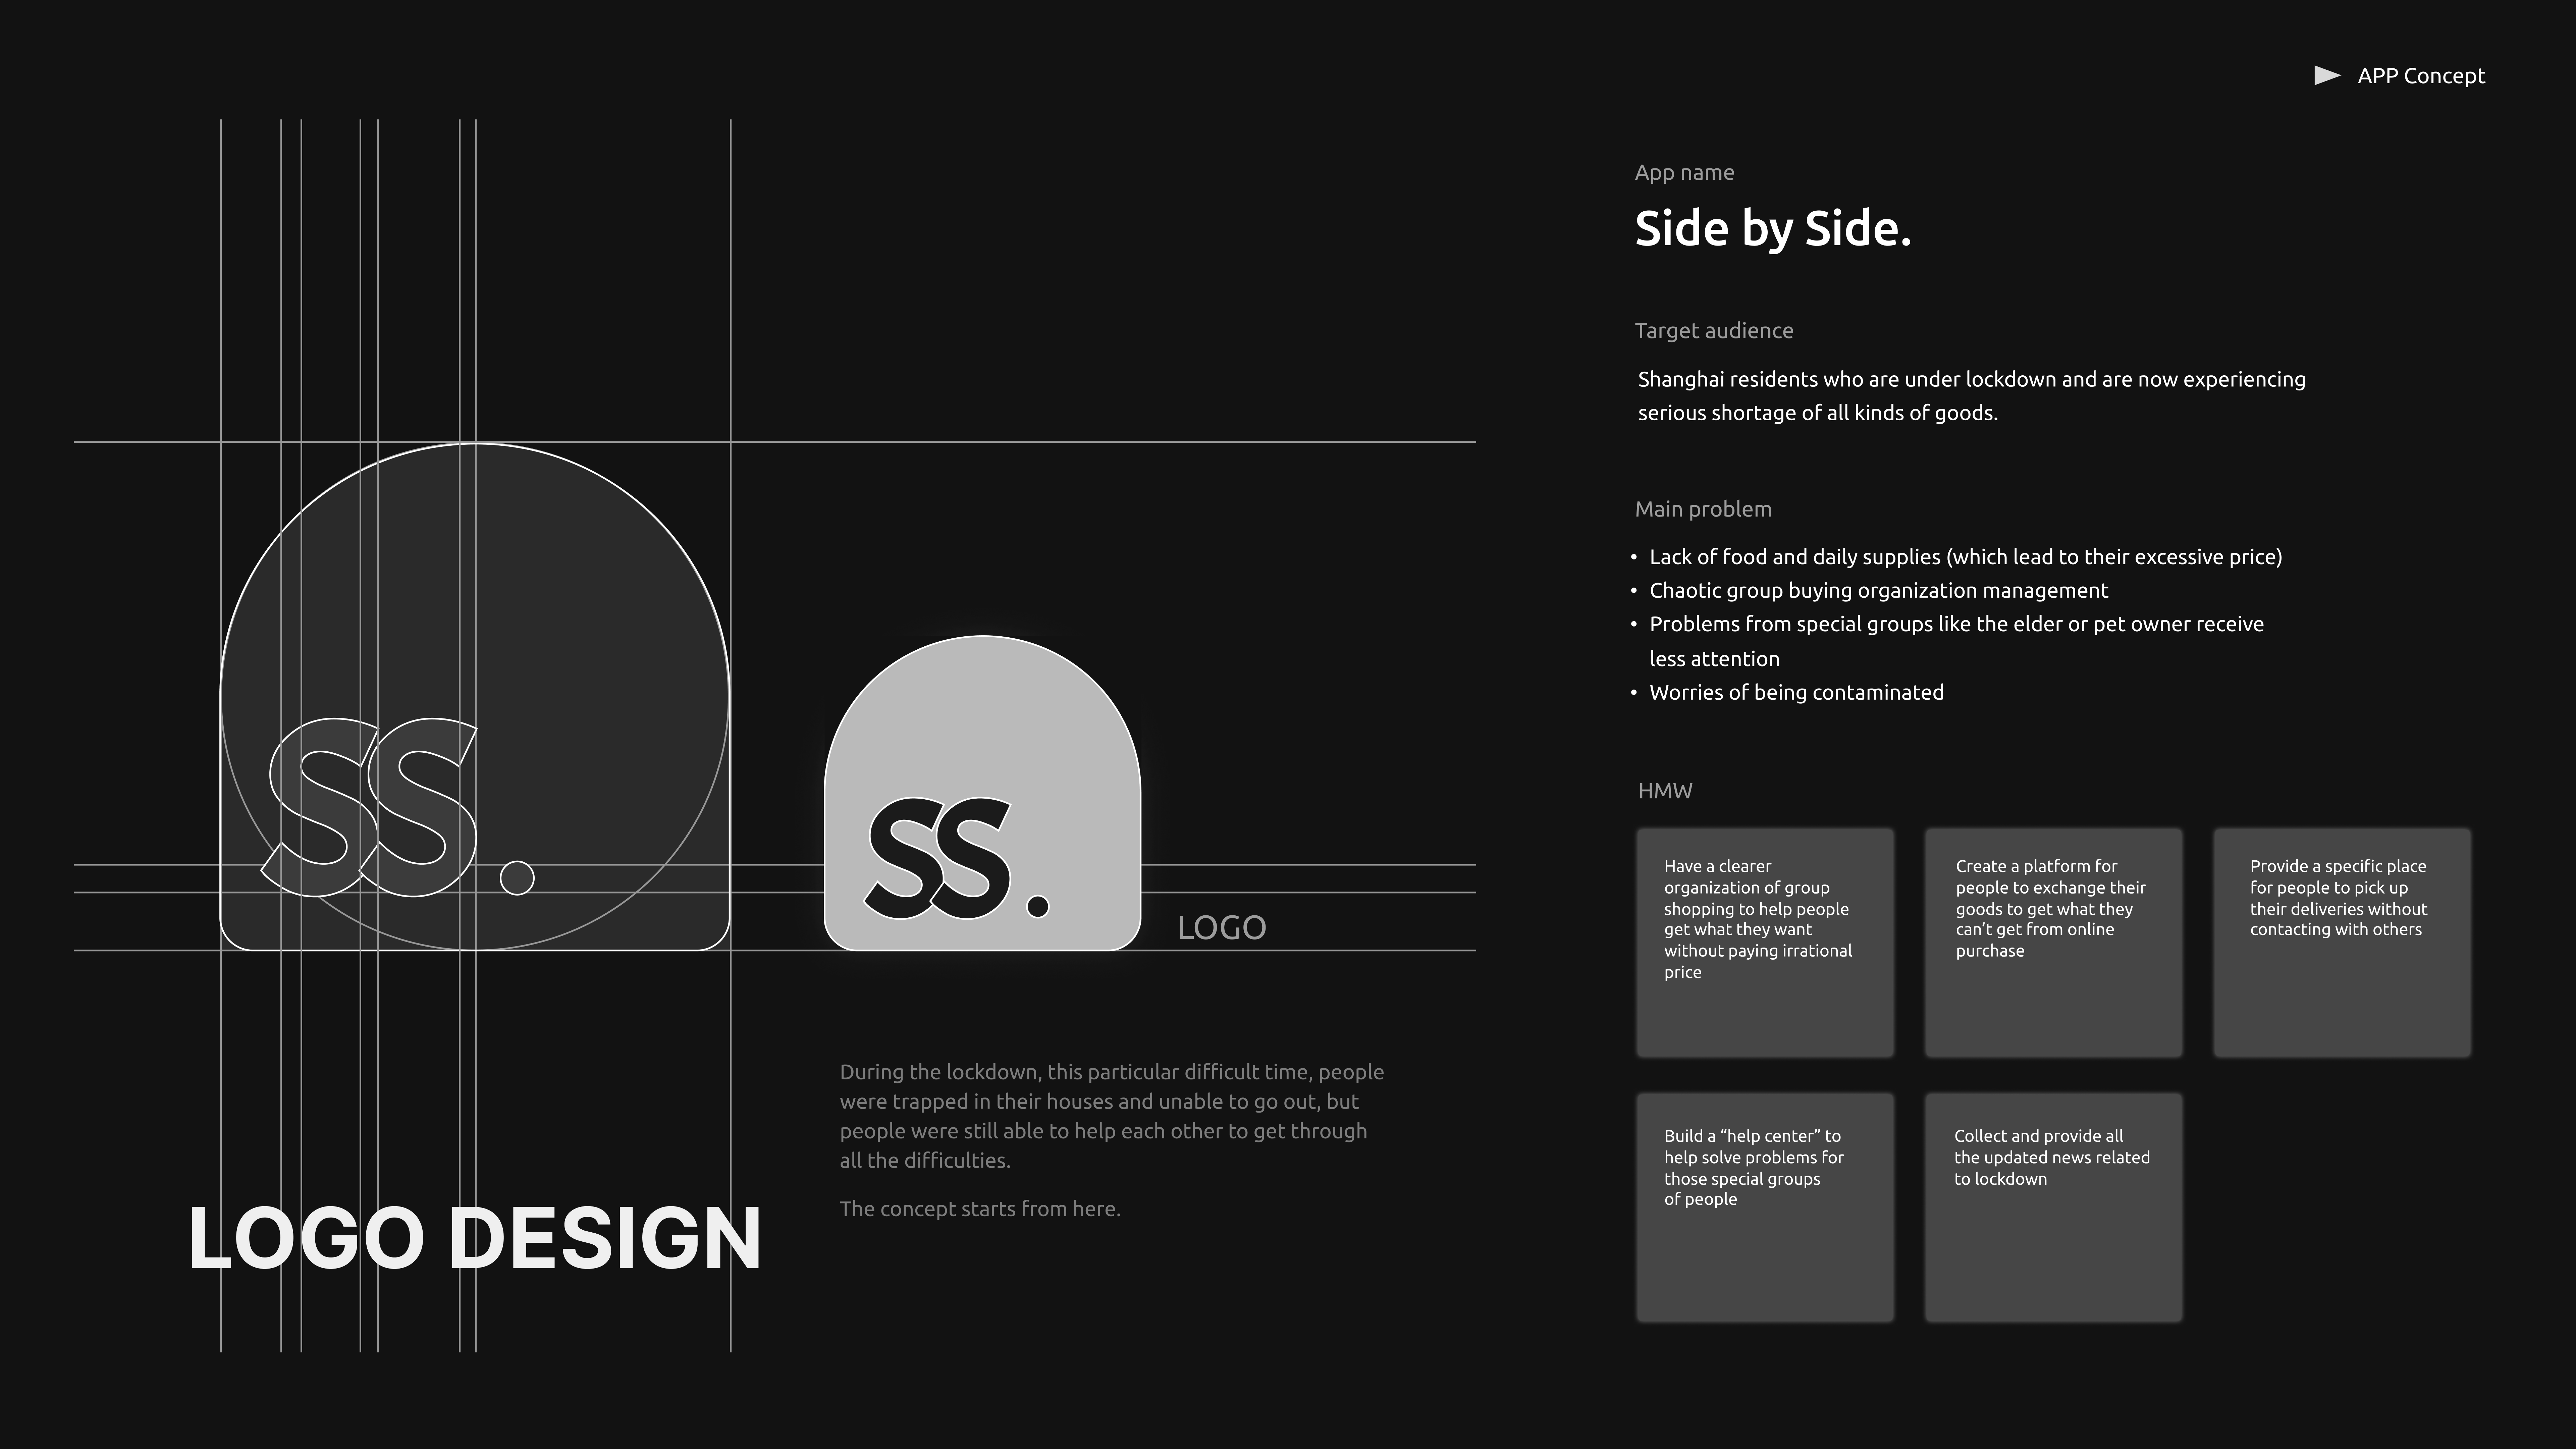 APP Concept
App name
Side by Side.
Target audience
Shanghai residents who are under lockdown and are now experiencing
serious shortage of all kinds of goods.
Main problem
• Lack of food and daily supplies (which lead to their excessive price)
• Chaotic group buying organization management
• Problems from special groups like the elder or pet owner receive
less attention
• Worries of being contaminated
HMW
Have a clearer
organization of group
shopping to help people
get what they want
without paying irrational
price
Create a platform for
people to exchange their
goods to get what they
can’t get from online
purchase
Provide a specific place
for people to pick up
their deliveries without
contacting with others
Build a “help center” to
help solve problems for
those special groups
of people
Collect and provide all
the updated news related
to lockdown
SS.
SS.
LOGO
During the lockdown, this particular difficult time, people
were trapped in their houses and unable to go out, but
people were still able to help each other to get through
all the difficulties.
The concept starts from here.
LOGO DESIGN